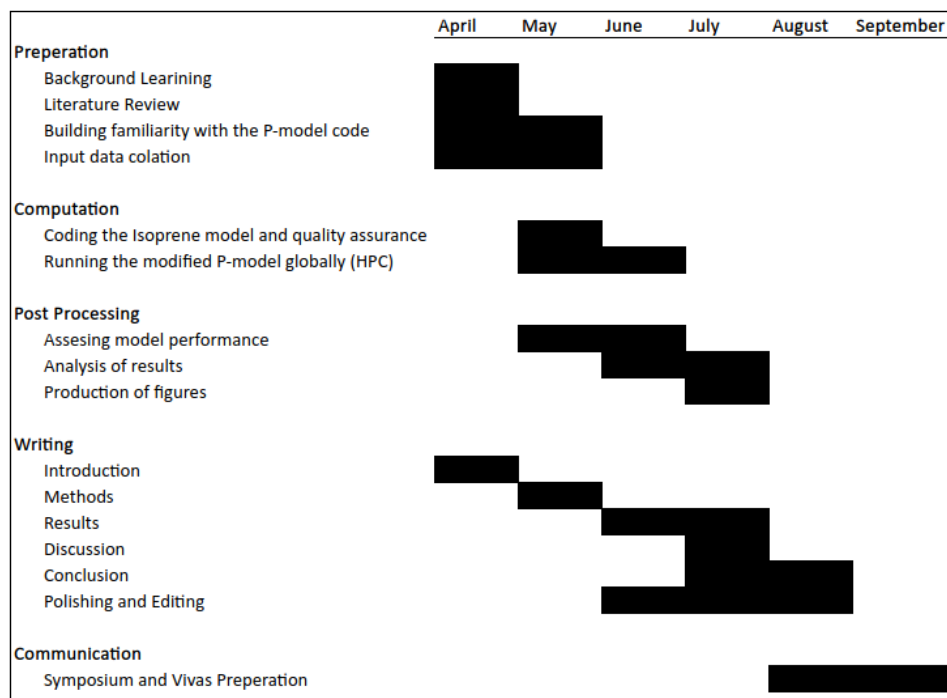 April May June July August September
Preperation
Background Learining
Literature Review
Building familiarity with the P-model code
Input data colation
Computation
Coding the Isoprene model and quality assurance
Running the modified P-model globally (HPC)
Post Processing
Assesing model performance
Analysis of results
Production of figures
Writing
Introduction
Methods
Results
Discussion
Conclusion
Polishing and Editing
Communication
Symposium and Vivas Preperation